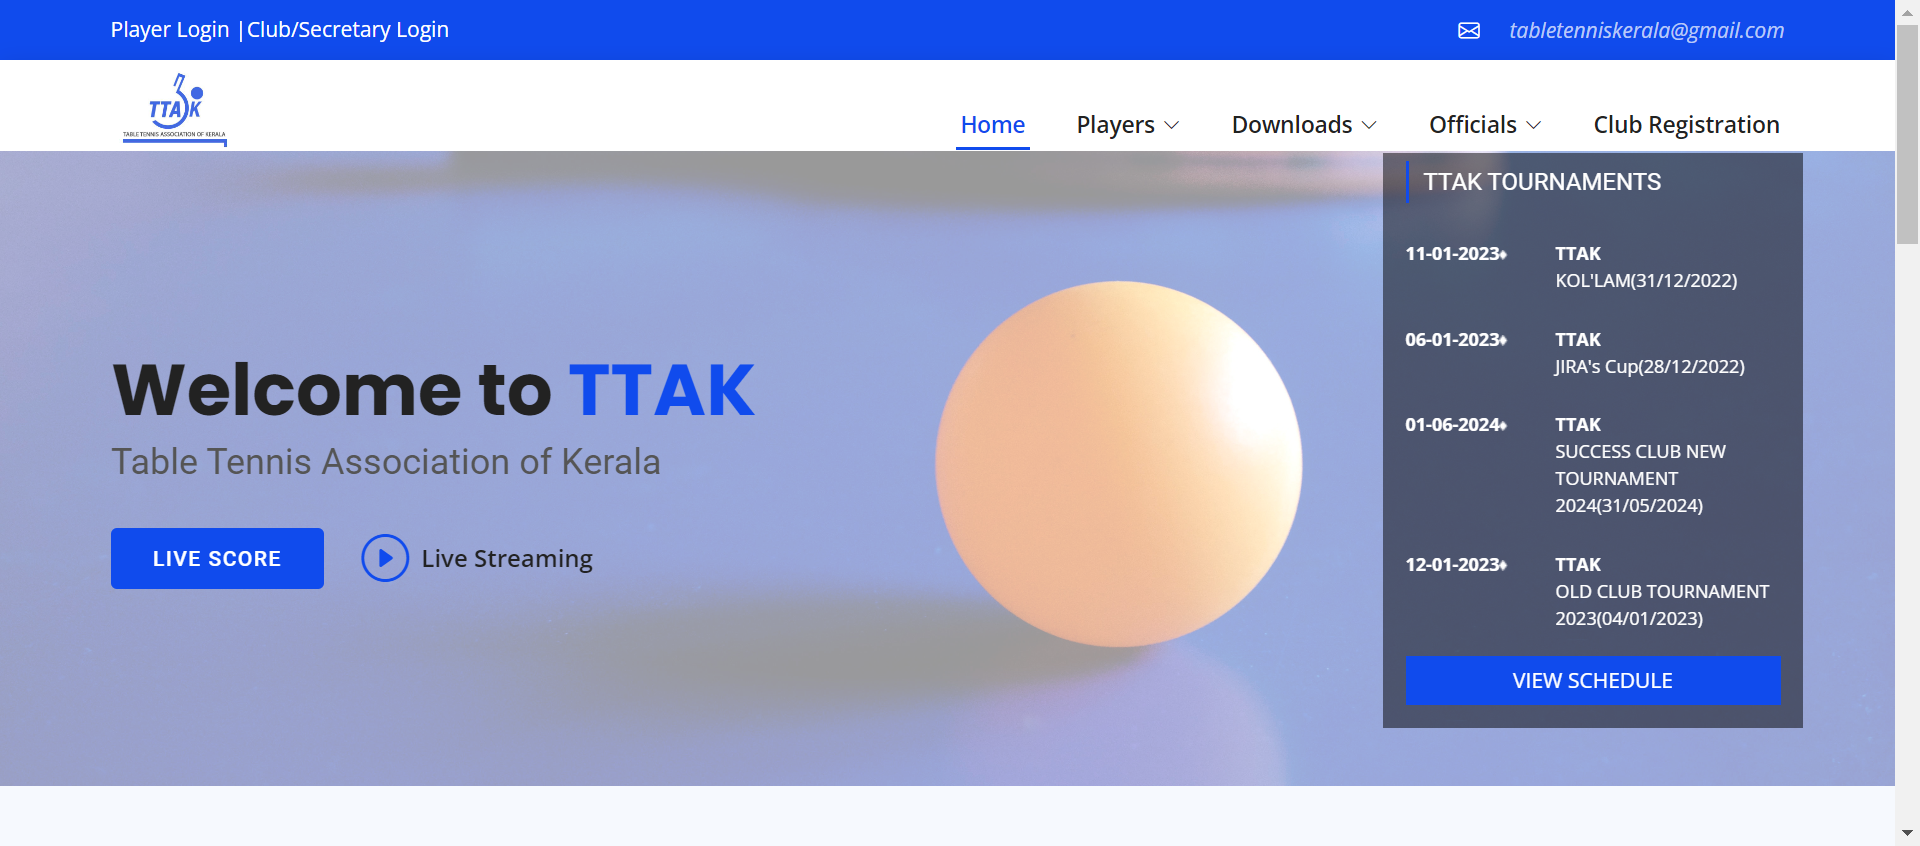 Player Login |Club/Secretary Login
tabletenniskerala@gmail.com
TTAK
TABLE TENNIS ASSOCIATION OF KERALA
Home
Players
Downloads
Officials
Club Registration
Welcome to TTAK
Table Tennis Association of Kerala
LIVE SCORE
Live Streaming
TTAK TOURNAMENTS
11-01-2023
TTAK
KOL'LAM(31/12/2022)
06-01-2023
TTAK
JIRA's Cup(28/12/2022)
01-06-2024
TTAK
SUCCESS CLUB NEW
TOURNAMENT
2024(31/05/2024)
12-01-2023
TTAK
OLD CLUB TOURNAMENT
2023(04/01/2023)
VIEW SCHEDULE